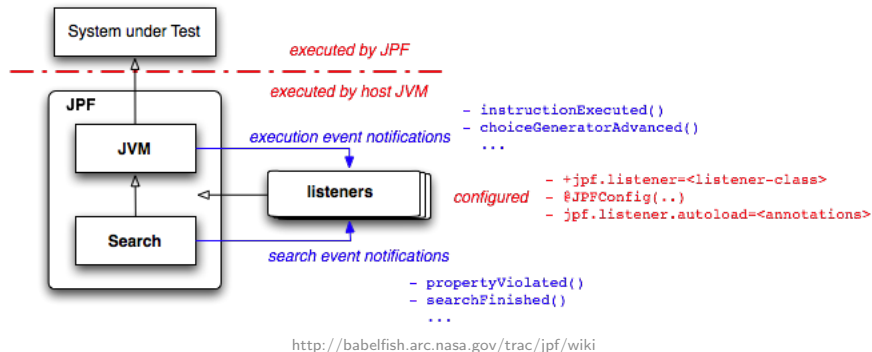 System under Test
executed by JPF
executed by host JVM
JPF
JVM
execution event notifications
- instructionExecuted()
- choiceGeneratorAdvanced()
...
listeners
configured
- +jpf.listener=<listener-class>
- @JPFConfig(..)
- jpf.listener.autoload=<annotations>
Search
search event notifications
- propertyViolated()
- searchFinished()
...
http://babelfish.arc.nasa.gov/trac/jpf/wiki